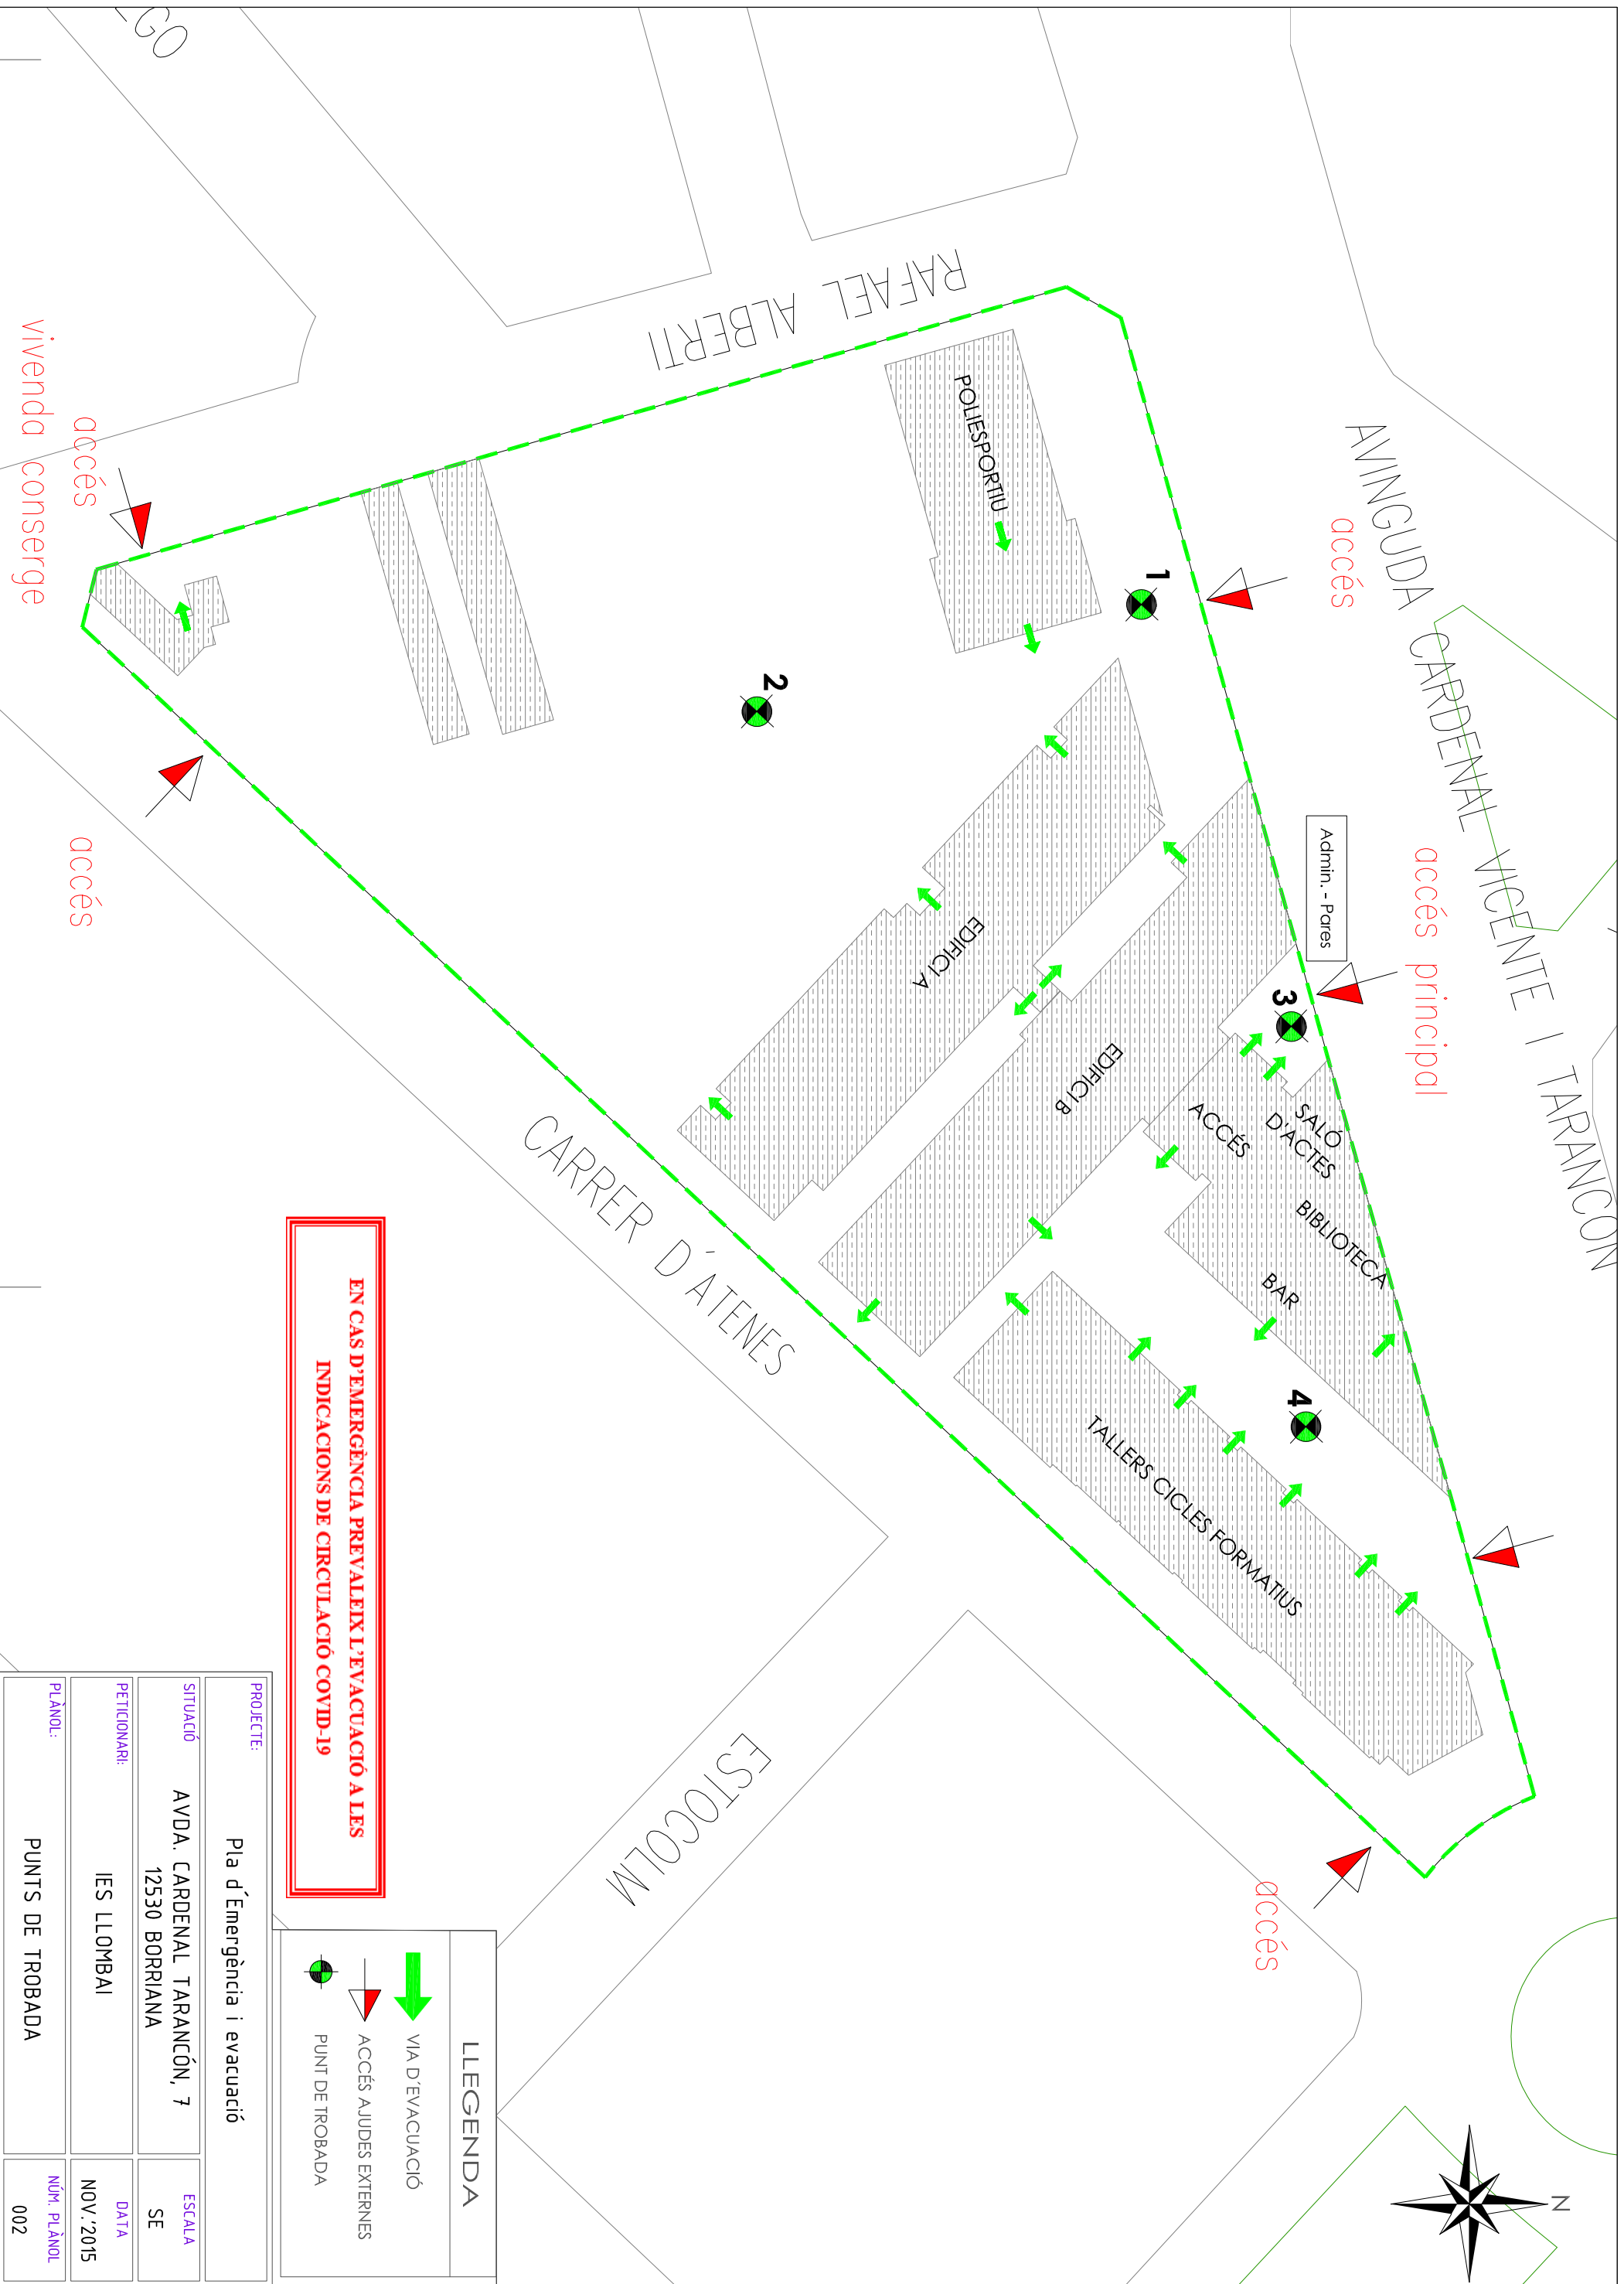 AVINGUDA CARDENAL VICENTE I TARANCÓN
accés
accés principal
Admin. - Pares
RAFAEL ALBERTI
POLIESPORTIU
1
2
3
4
SALÓ
D'ACTES
ACCÉS
BIBLIOTECA
BAR
EDIFICI A
EDIFICI B
TALLERS CICLES FORMATIUS
accés
vivenda conserge
accés
accés
CARRER D´ATENES
ESTOCOLM
N
EN CAS D'EMERGÈNCIA PREVALEIX L'EVACUACIÓ A LES
INDICACIONS DE CIRCULACIÓ COVID-19
LLEGENDA
VIA D'EVACUACIÓ
ACCÉS AJUDES EXTERNES
PUNT DE TROBADA
PROJECTE:
Pla d´Emergència i evacuació
SITUACIÓ
AVDA. CARDENAL TARANCÓN, 7
12530 BORRIANA
ESCALA
SE
PETICIONARI:
IES LLOMBAI
DATA
NOV.'2015
PLÀNOL:
PUNTS DE TROBADA
NÚM. PLÀNOL
002